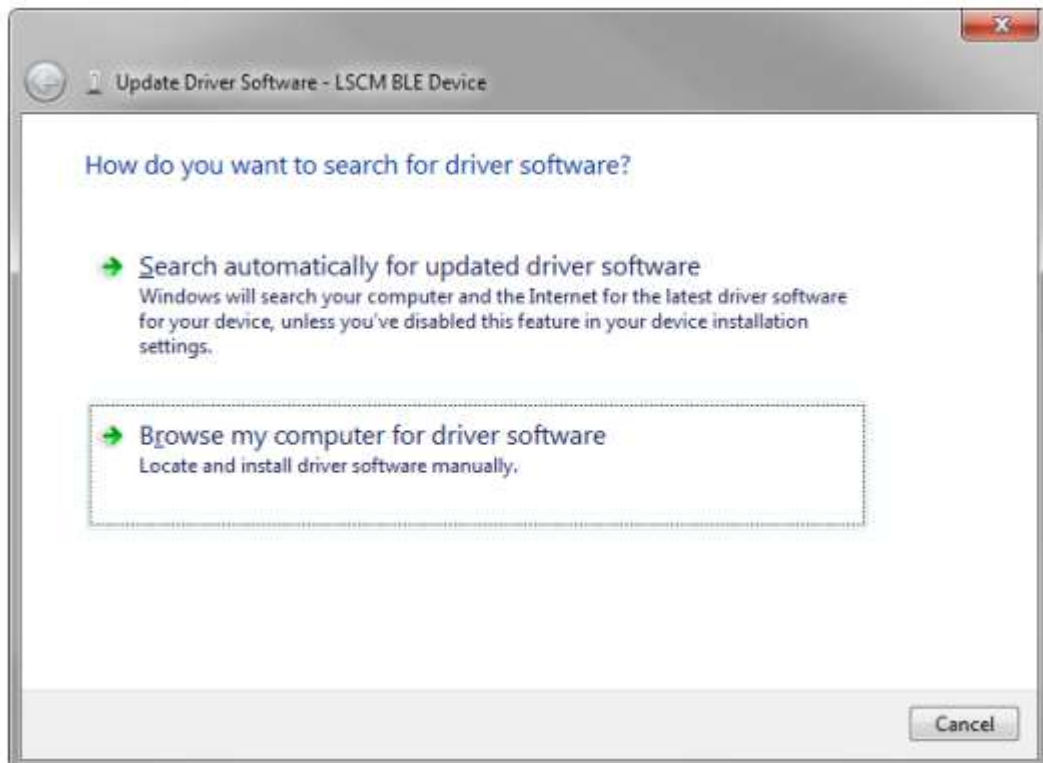 Update Driver Software - LSCM BLE Device
How do you want to search for driver software?
Search automatically for updated driver software
Windows will search your computer and the Internet for the latest driver software
for your device, unless you've disabled this feature in your device installation
settings.
Browse my computer for driver software
Locate and install driver software manually.
Cancel